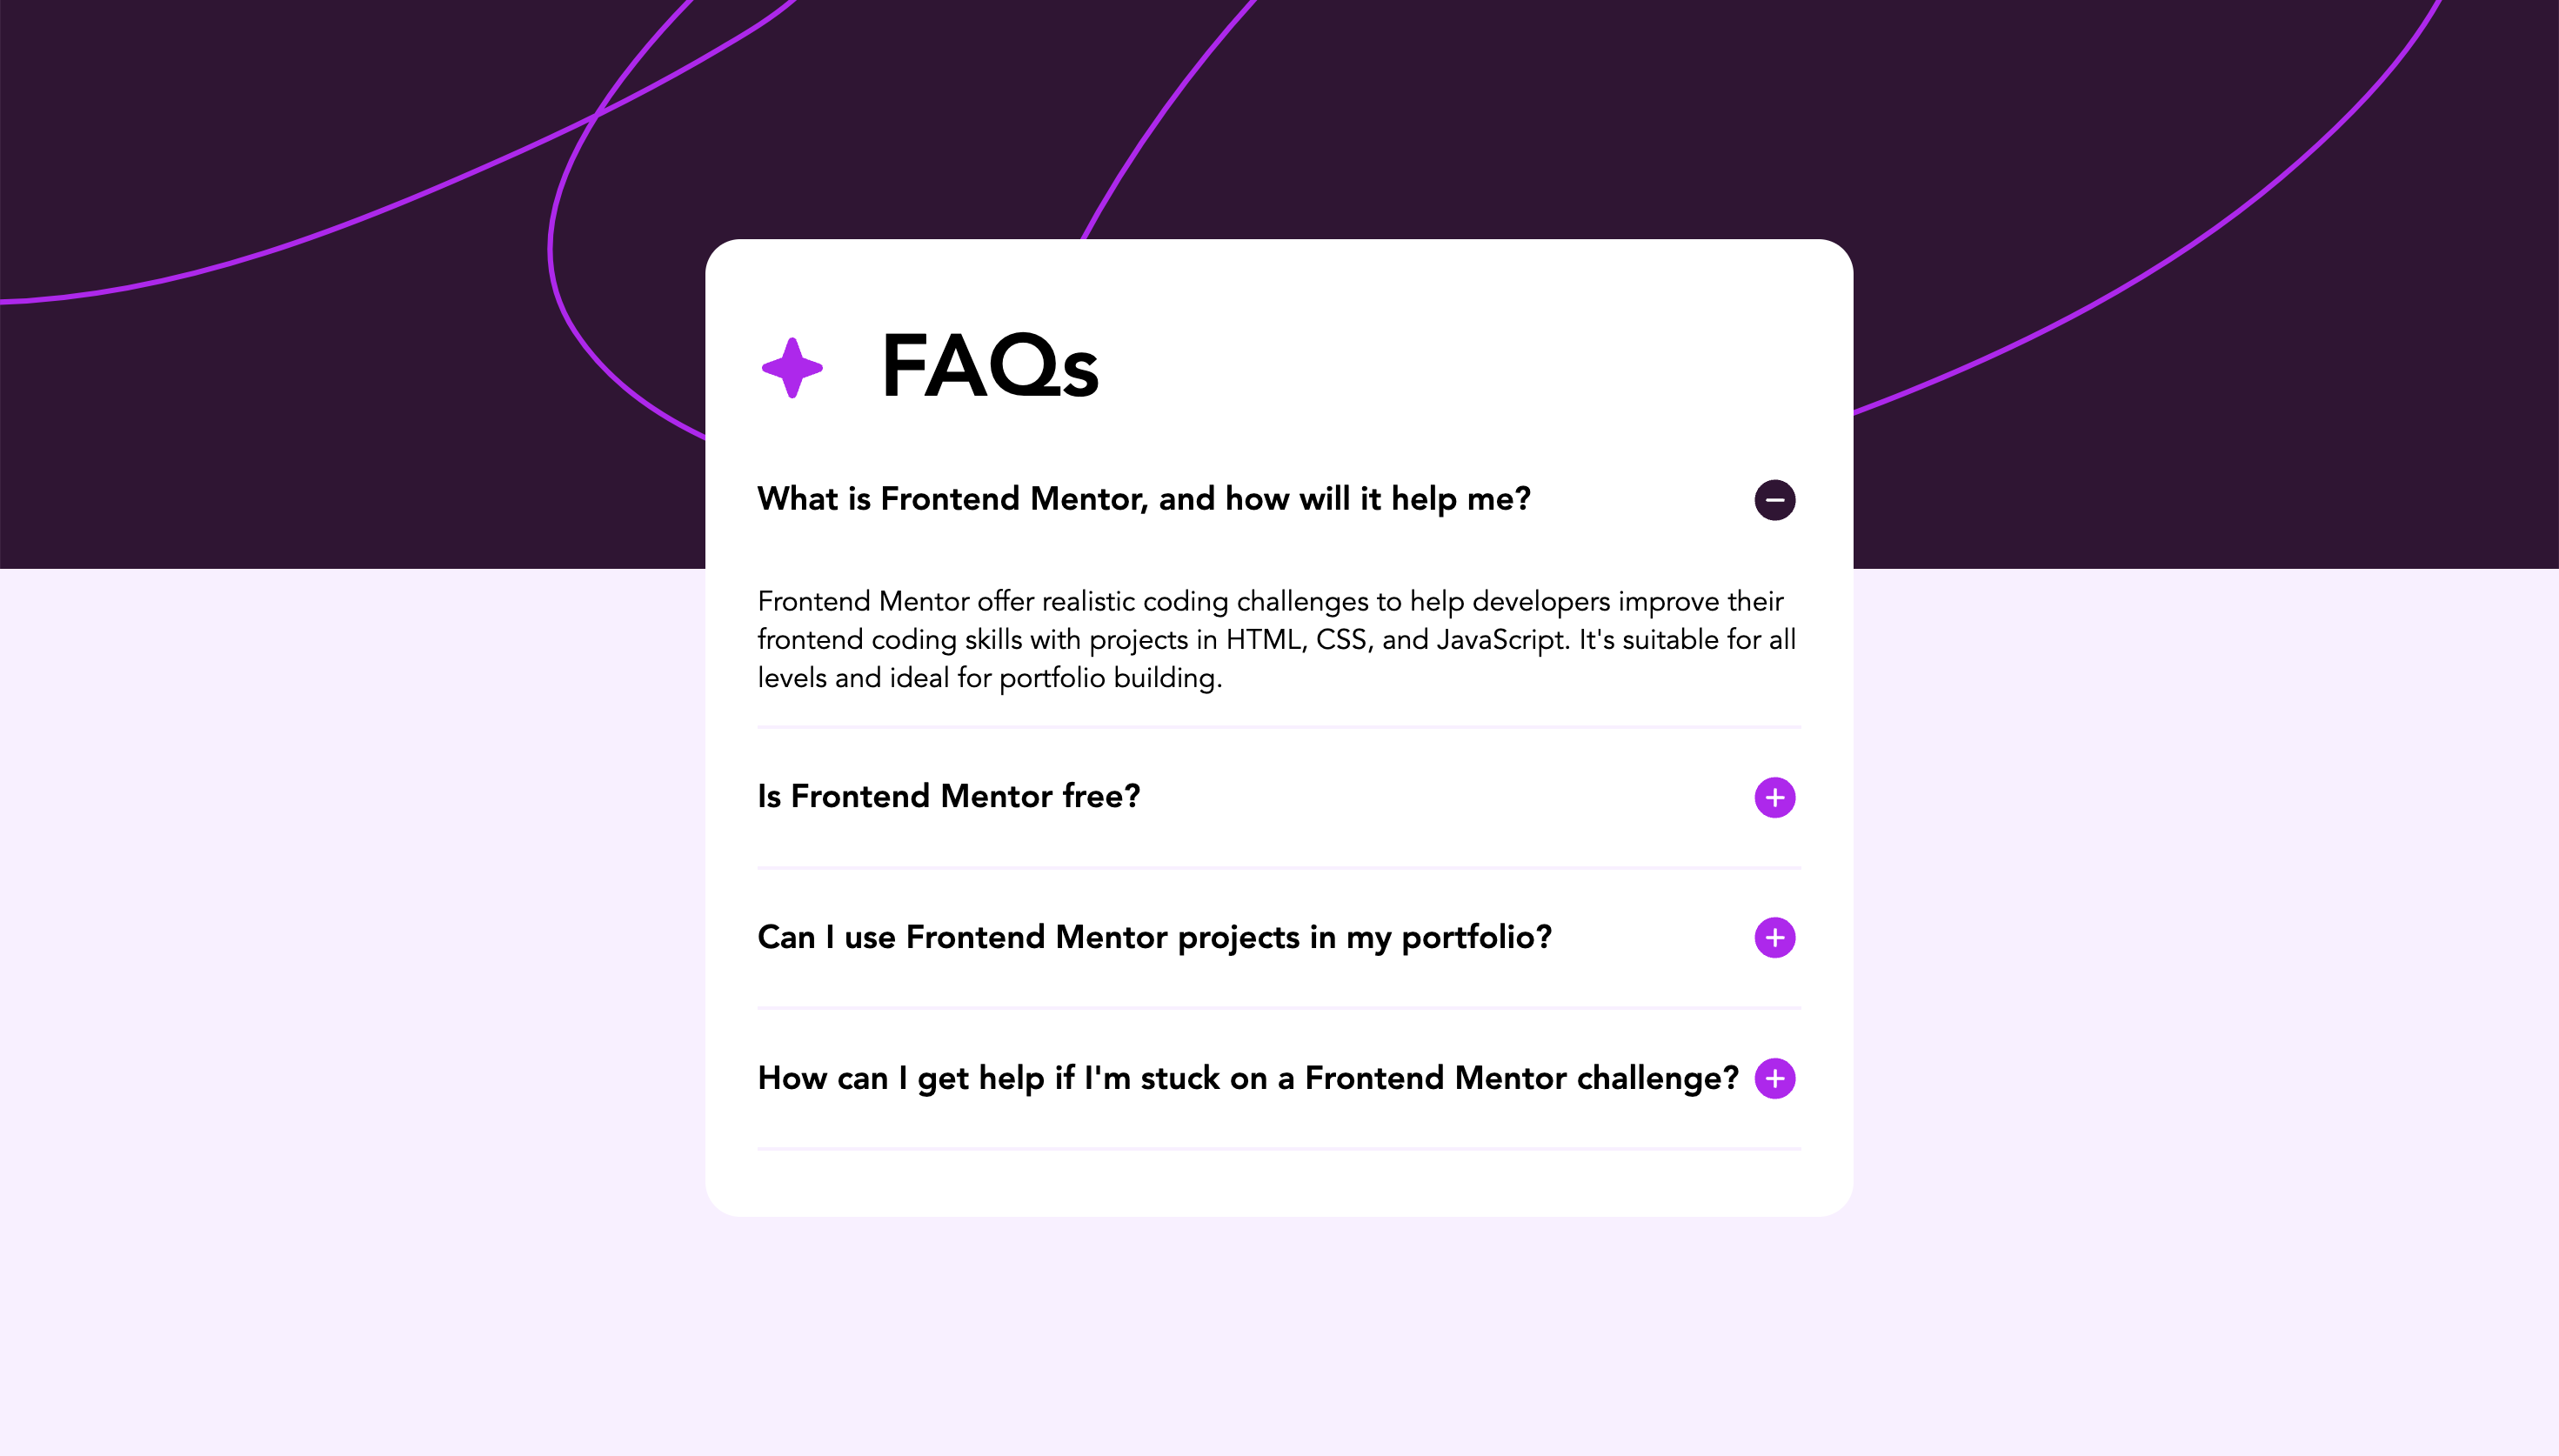 FAQs
What is Frontend Mentor, and how will it help me?
Frontend Mentor offer realistic coding challenges to help developers improve their
frontend coding skills with projects in HTML, CSS, and JavaScript. It's suitable for all
levels and ideal for portfolio building.
Is Frontend Mentor free?
Can I use Frontend Mentor projects in my portfolio?
How can I get help if I'm stuck on a Frontend Mentor challenge?